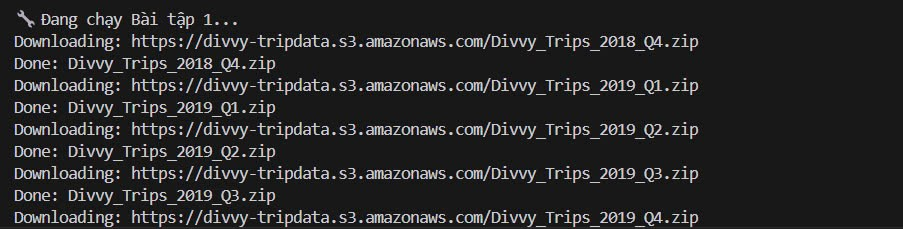 🔧 Đang chạy Bài tập 1...
Downloading: https://divvy-tripdata.s3.amazonaws.com/Divvy_Trips_2018_Q4.zip
Done: Divvy_Trips_2018_Q4.zip
Downloading: https://divvy-tripdata.s3.amazonaws.com/Divvy_Trips_2019_Q1.zip
Done: Divvy_Trips_2019_Q1.zip
Downloading: https://divvy-tripdata.s3.amazonaws.com/Divvy_Trips_2019_Q2.zip
Done: Divvy_Trips_2019_Q2.zip
Downloading: https://divvy-tripdata.s3.amazonaws.com/Divvy_Trips_2019_Q3.zip
Done: Divvy_Trips_2019_Q3.zip
Downloading: https://divvy-tripdata.s3.amazonaws.com/Divvy_Trips_2019_Q4.zip